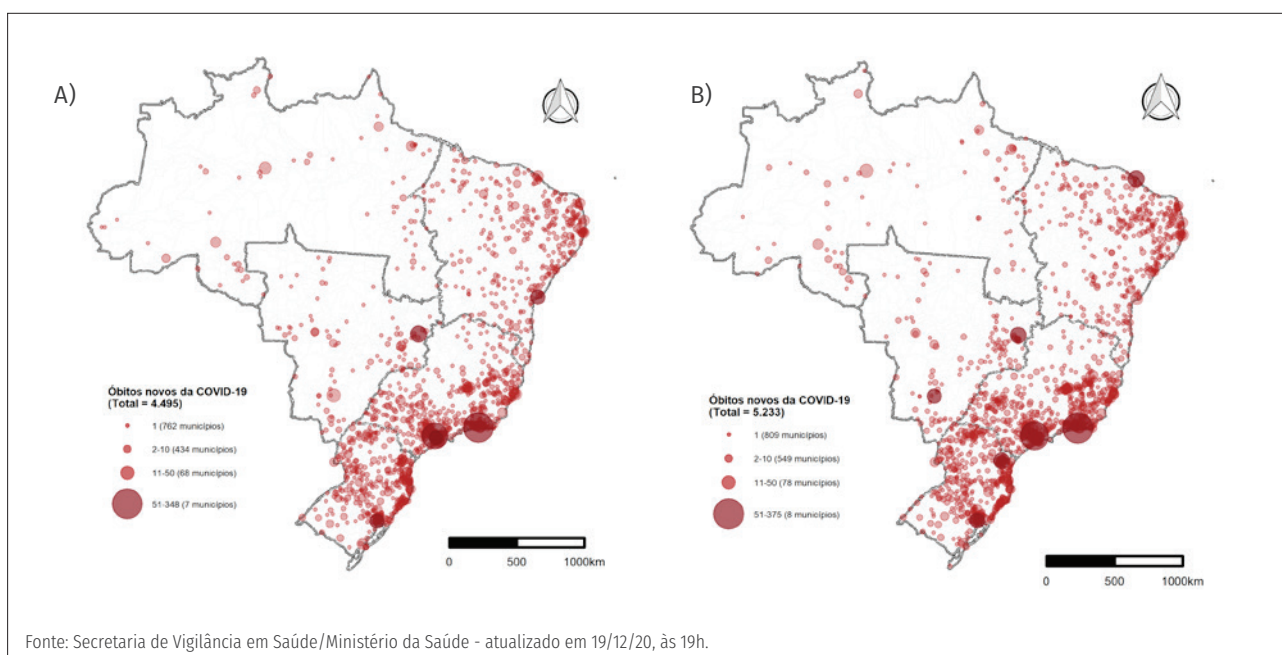 A)
Óbitos novos da COVID-19
(Total = 4.495)
1 (762 municípios)
2-10 (434 municípios)
11-50 (68 municípios)
51-348 (7 municípios)
0 500 1000km
B)
Óbitos novos da COVID-19
(Total = 5.233)
1 (809 municípios)
2-10 (549 municípios)
11-50 (78 municípios)
51-375 (8 municípios)
0 500 1000km
Fonte: Secretaria de Vigilância em Saúde/Ministério da Saúde - atualizado em 19/12/20, às 19h.